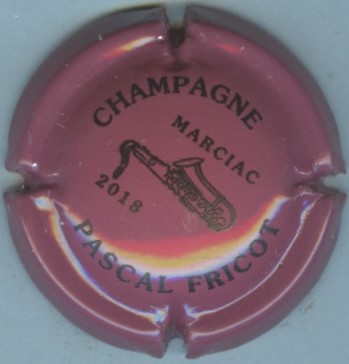 CHAMPAGNE
MARCIAC
2018
PASCAL FRICOT